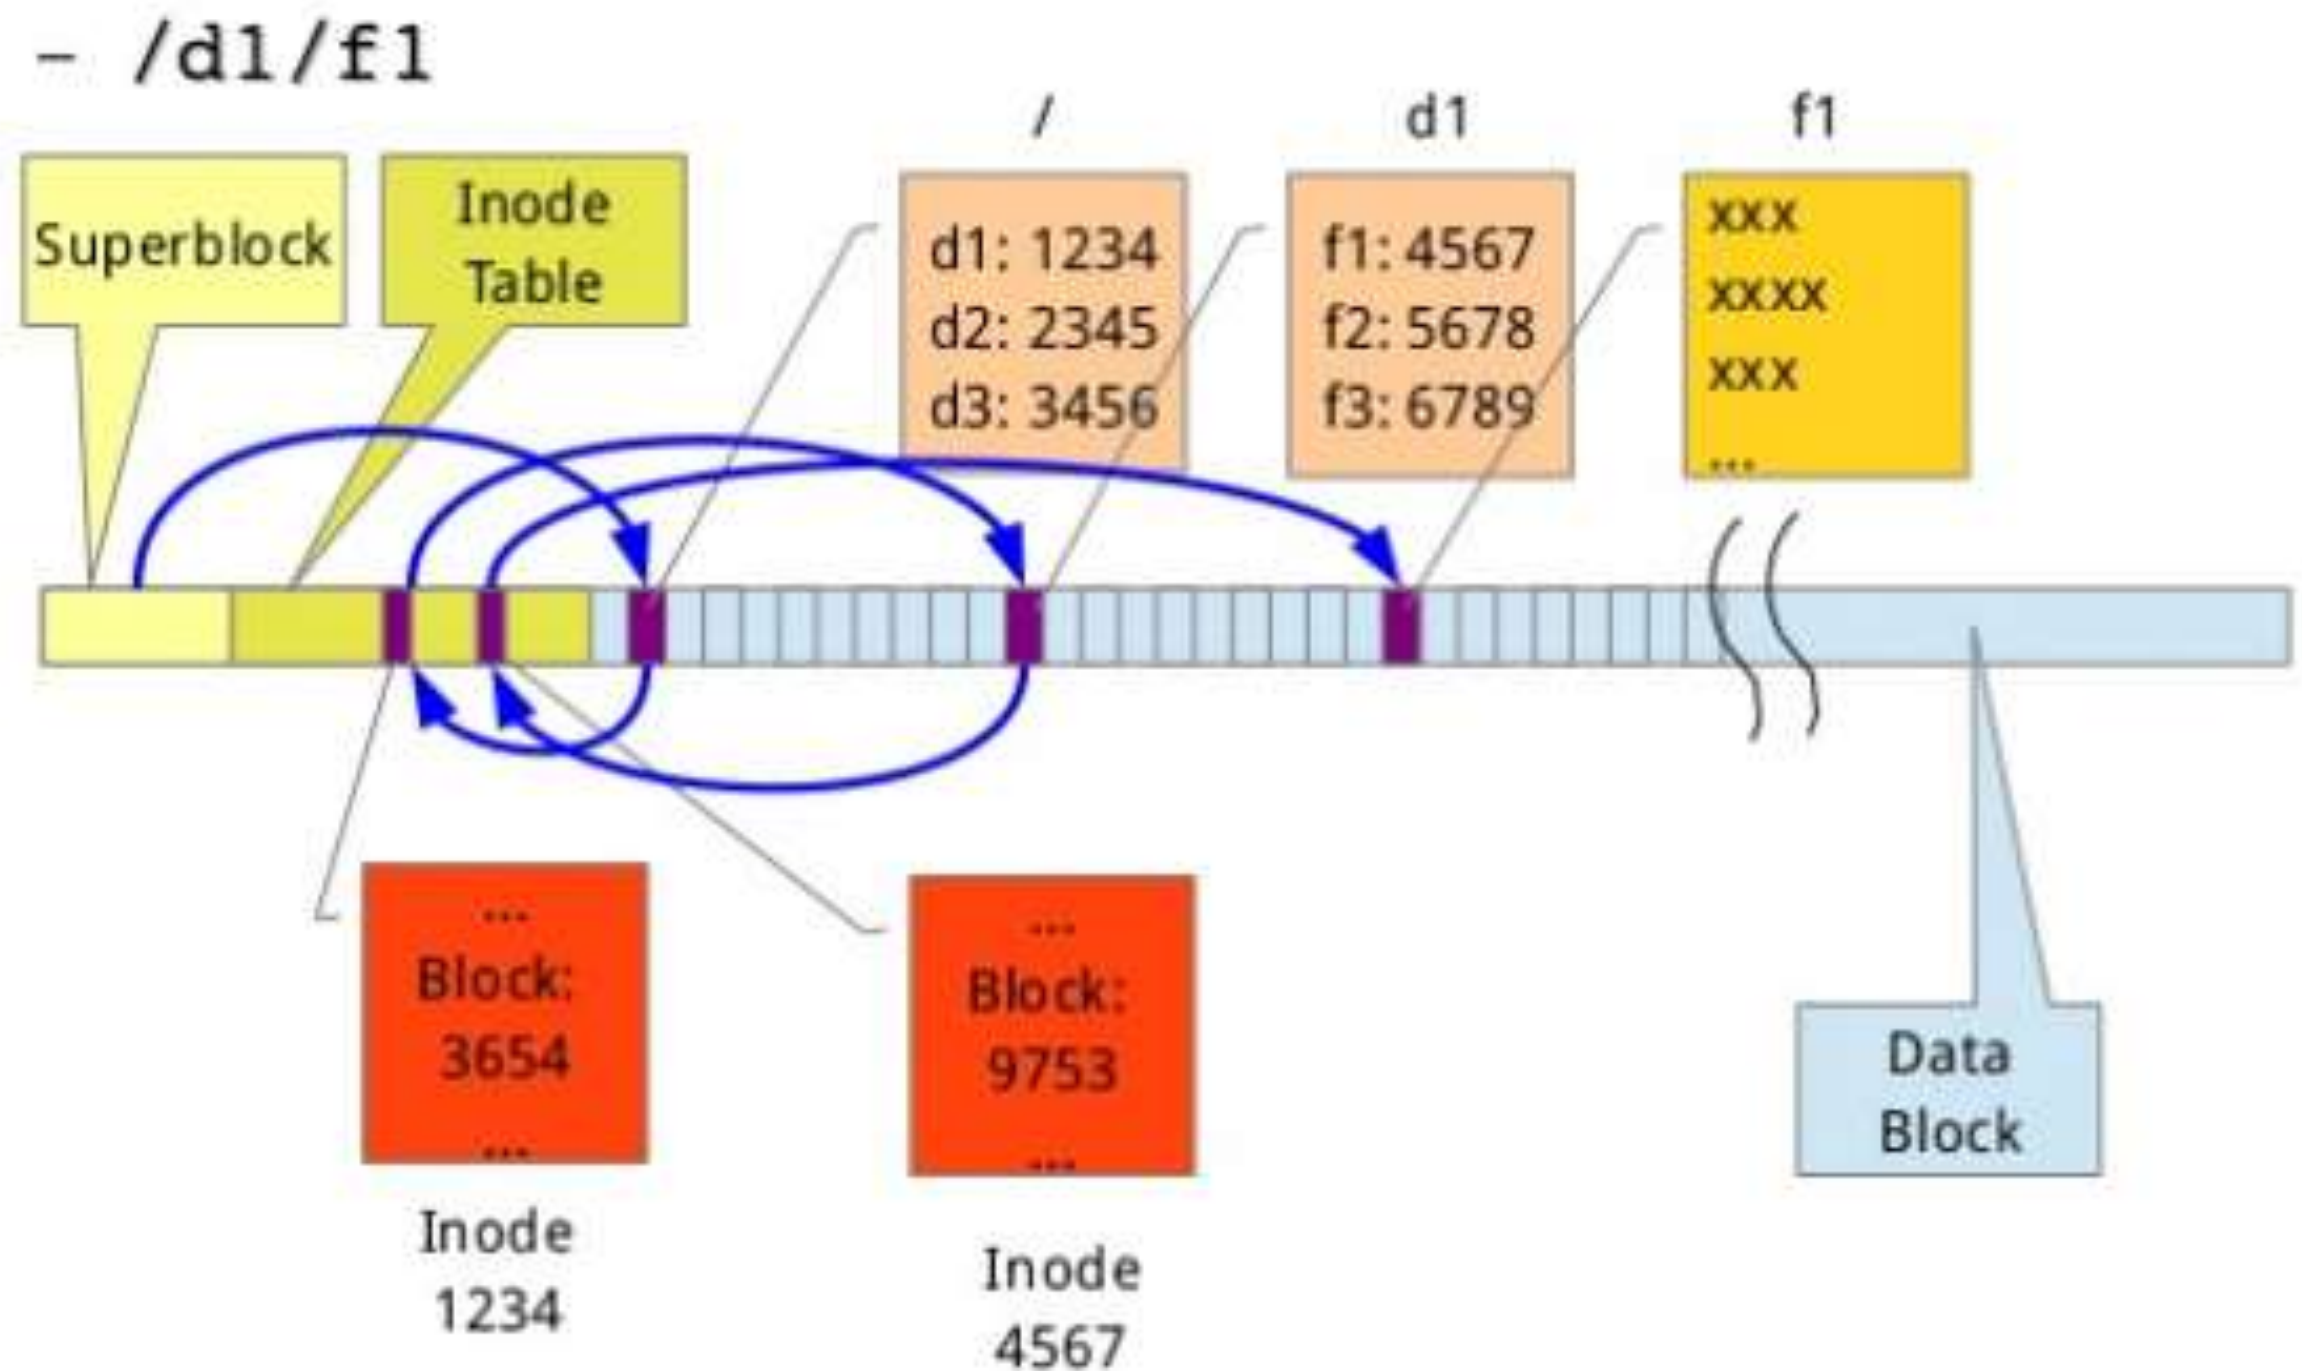 – /d1/f1
/
d1
f1
Superblock
Inode
Table
d1: 1234
d2: 2345
d3: 3456
f1: 4567
f2: 5678
f3: 6789
xxx
xxxx
xxx
...
...
Block:
3654
...
Inode
1234
...
Block:
9753
...
Inode
4567
Data
Block